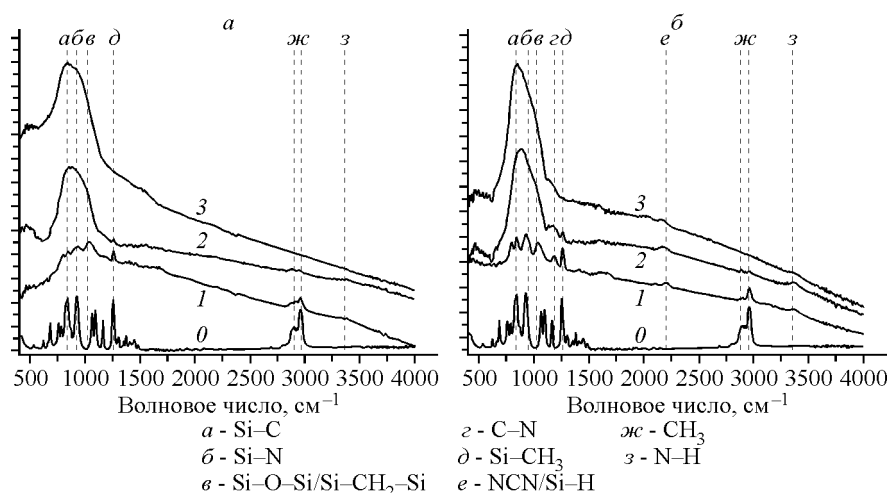 а б
а б в д ж з
а б в г д е ж з
3
2
1
0
3
2
1
0
500 1000 1500 2000 2500 3000 3500 4000
500 1000 1500 2000 2500 3000 3500 4000
Волновое число, см–1
Волновое число, см–1
а - Si–C г - C–N ж - CH3
б - Si–N д - Si–CH3 з - N–H
в - Si–O–Si/Si–CH2–Si е - NCN/Si–H